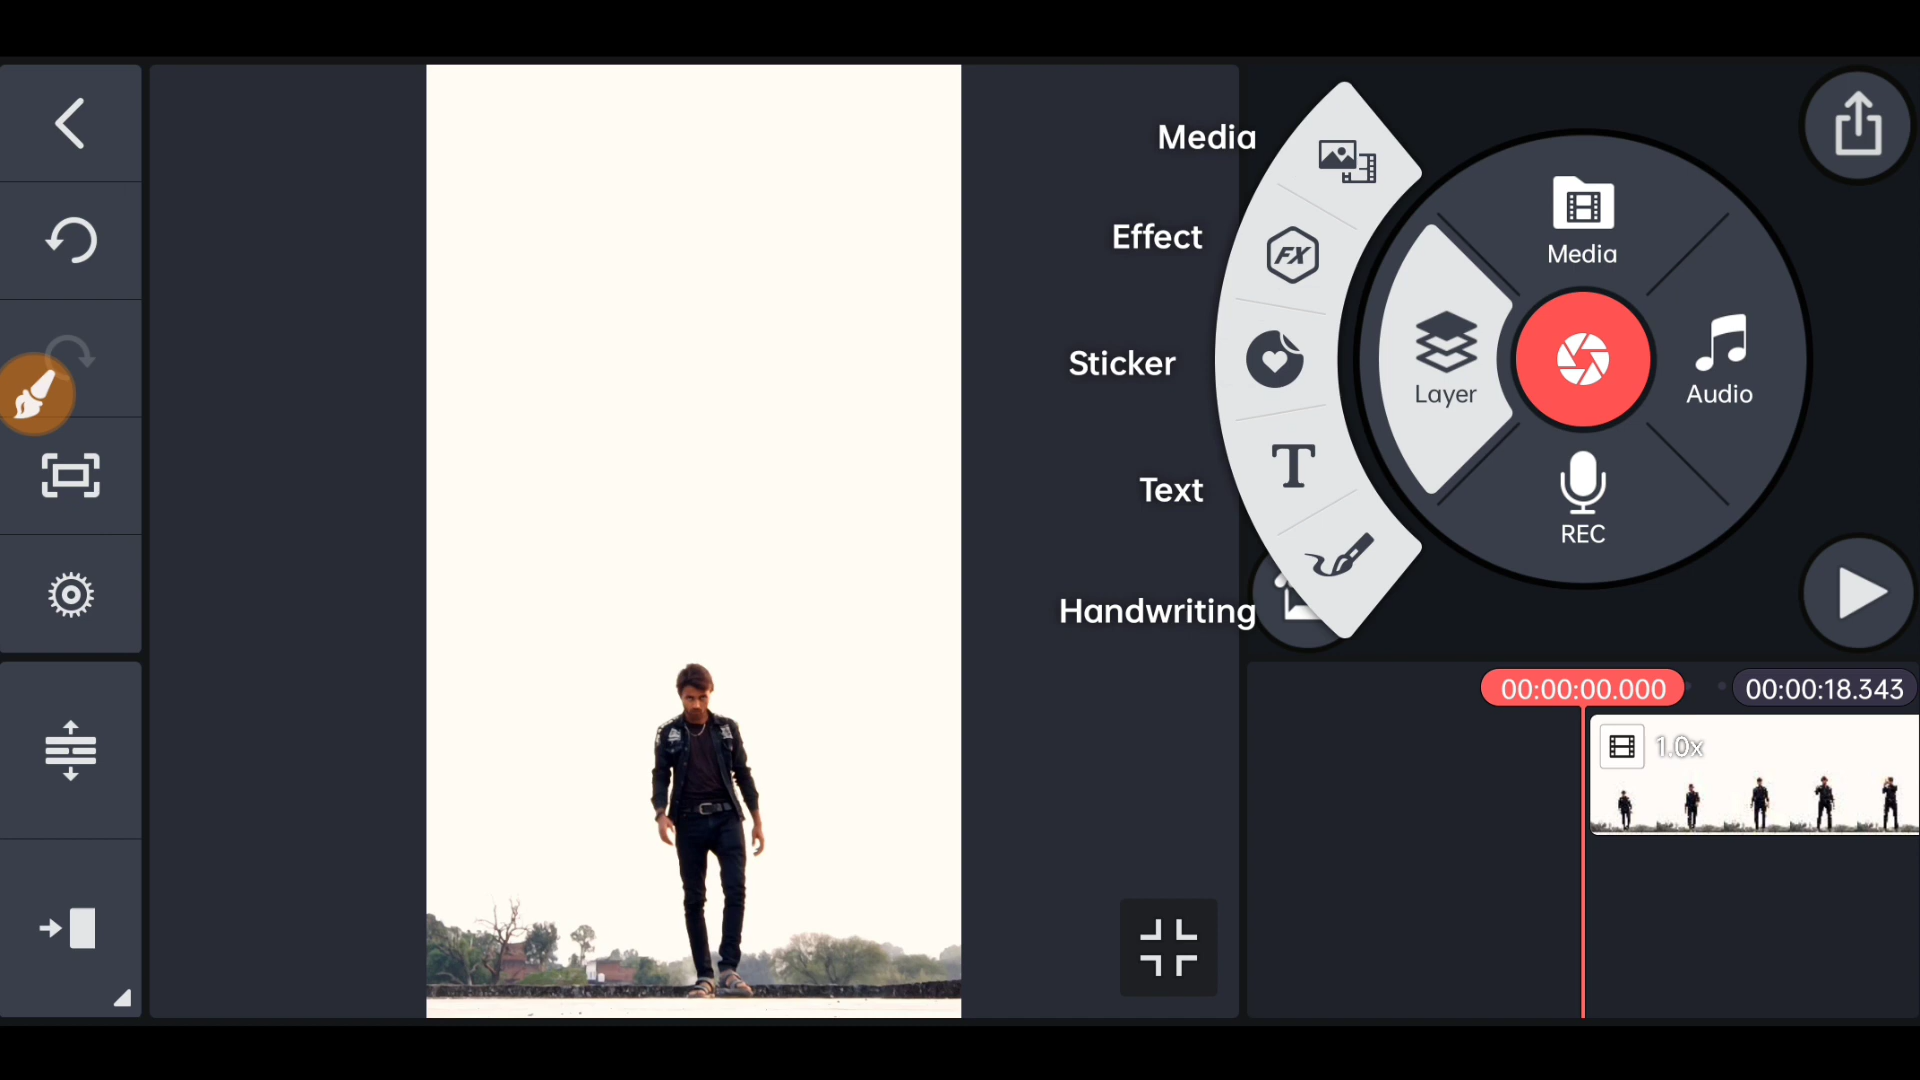 Media
Effect
FX
Sticker
Text
T
Handwriting
Media
Layer
Audio
REC
00:00:00.000
00:00:18.343
1.0x